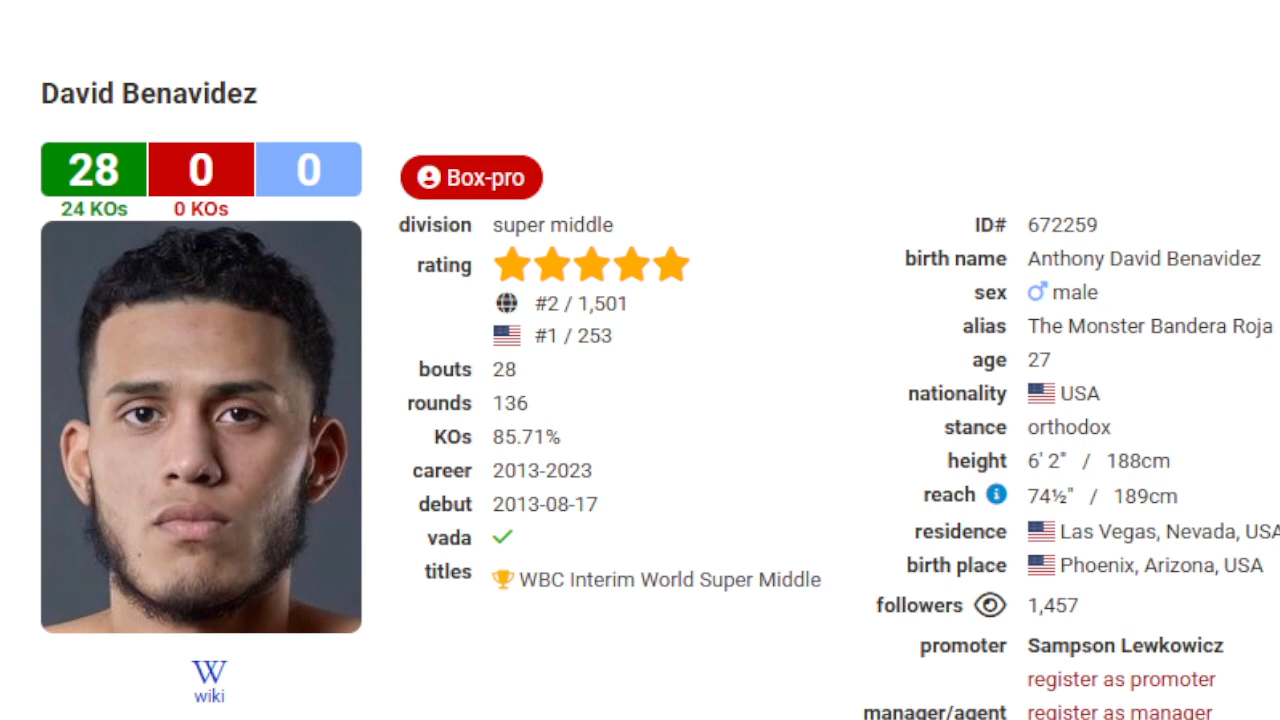 David Benavidez
28 0 0
24 KOs 0 KOs
Box-pro
division super middle
rating
#2 / 1,501
#1 / 253
bouts 28
rounds 136
KOs 85.71%
career 2013-2023
debut 2013-08-17
vada
titles WBC Interim World Super Middle
W
wiki
ID# 672259
birth name Anthony David Benavidez
sex male
alias The Monster Bandera Roja
age 27
nationality USA
stance orthodox
height 6' 2" / 188cm
reach 74½" / 189cm
residence Las Vegas, Nevada, USA
birth place Phoenix, Arizona, USA
followers 1,457
promoter Sampson Lewkowicz
register as promoter
manager/agent register as manager